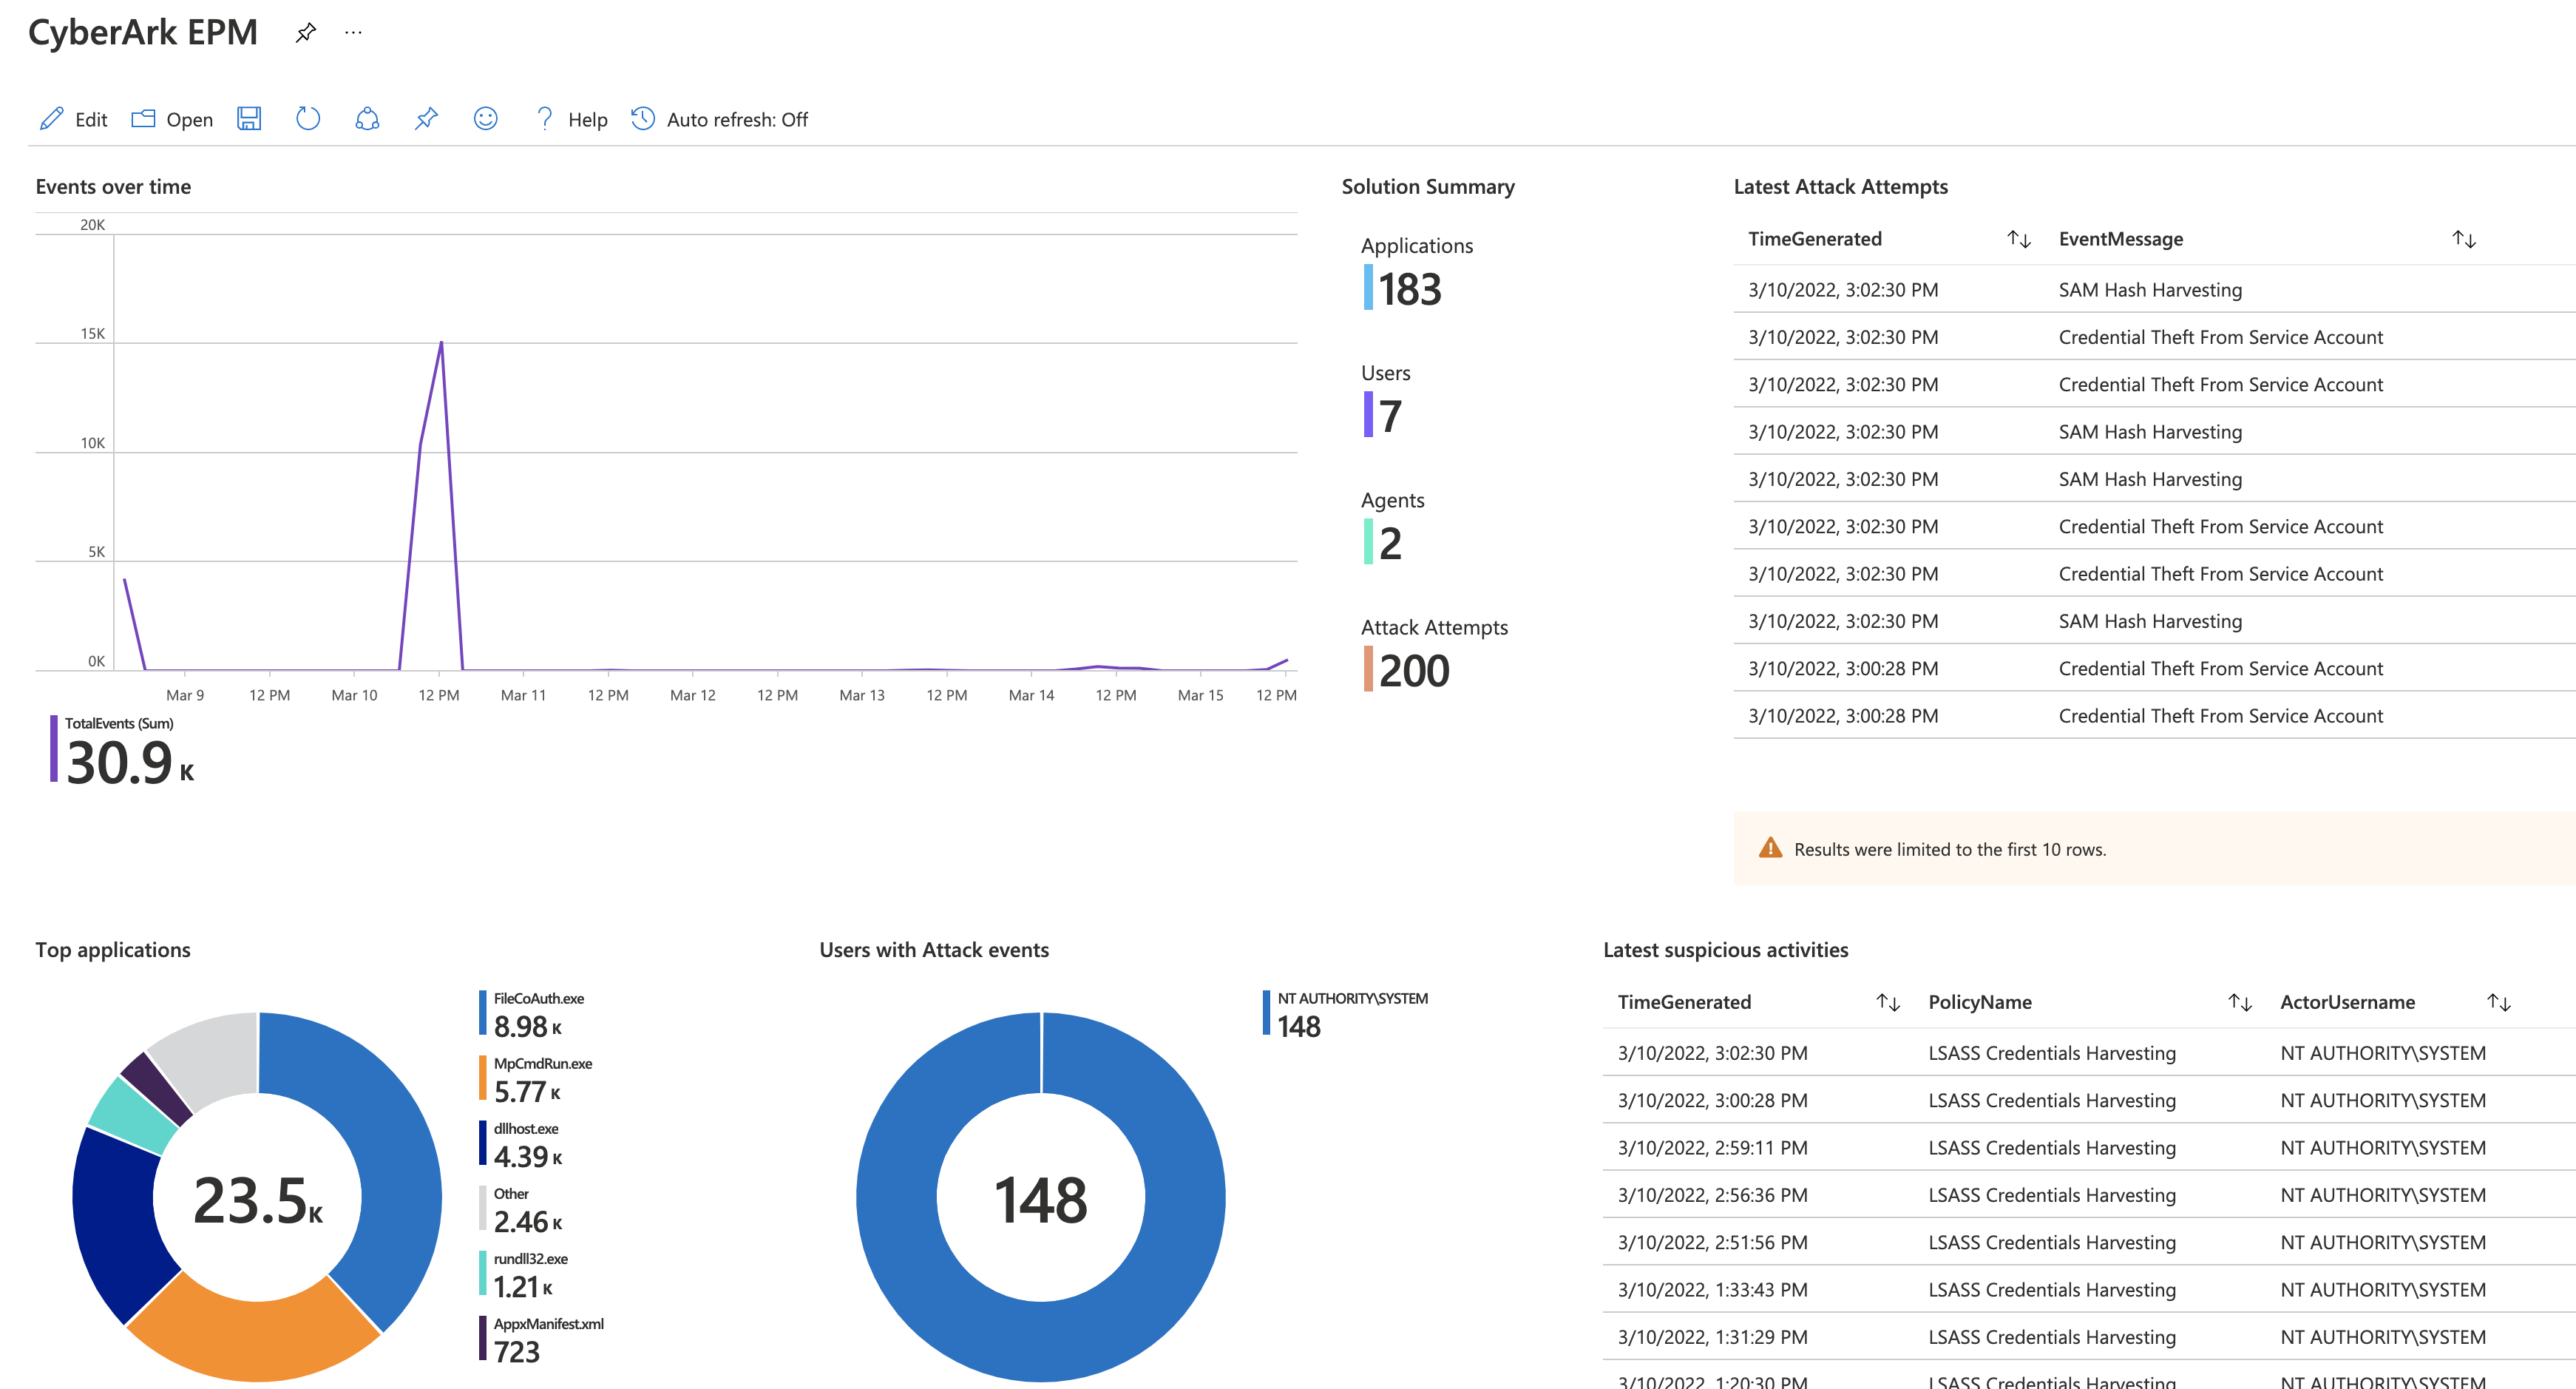 CyberArk EPM
Edit
Open
Help
Auto refresh: Off
Events over time
20K
15K
10K
5K
0K
Mar 9
12 PM
Mar 10
12 PM
Mar 11
12 PM
Mar 12
12 PM
Mar 13
12 PM
Mar 14
12 PM
Mar 15
12 PM
TotalEvents (Sum)
30.9 K
Solution Summary
Applications
183
Users
7
Agents
2
Attack Attempts
200
Latest Attack Attempts
TimeGenerated EventMessage
3/10/2022, 3:02:30 PM SAM Hash Harvesting
3/10/2022, 3:02:30 PM Credential Theft From Service Account
3/10/2022, 3:02:30 PM Credential Theft From Service Account
3/10/2022, 3:02:30 PM SAM Hash Harvesting
3/10/2022, 3:02:30 PM SAM Hash Harvesting
3/10/2022, 3:02:30 PM Credential Theft From Service Account
3/10/2022, 3:02:30 PM Credential Theft From Service Account
3/10/2022, 3:02:30 PM SAM Hash Harvesting
3/10/2022, 3:00:28 PM Credential Theft From Service Account
3/10/2022, 3:00:28 PM Credential Theft From Service Account
Results were limited to the first 10 rows.
Top applications
23.5K
FileCoAuth.exe
8.98 K
MpCmdRun.exe
5.77 K
dllhost.exe
4.39 K
Other
2.46 K
rundll32.exe
1.21 K
AppxManifest.xml
723
Users with Attack events
148
NT AUTHORITY\SYSTEM
148
Latest suspicious activities
TimeGenerated PolicyName ActorUsername
3/10/2022, 3:02:30 PM LSASS Credentials Harvesting NT AUTHORITY\SYSTEM
3/10/2022, 3:00:28 PM LSASS Credentials Harvesting NT AUTHORITY\SYSTEM
3/10/2022, 2:59:11 PM LSASS Credentials Harvesting NT AUTHORITY\SYSTEM
3/10/2022, 2:56:36 PM LSASS Credentials Harvesting NT AUTHORITY\SYSTEM
3/10/2022, 2:51:56 PM LSASS Credentials Harvesting NT AUTHORITY\SYSTEM
3/10/2022, 1:33:43 PM LSASS Credentials Harvesting NT AUTHORITY\SYSTEM
3/10/2022, 1:31:29 PM LSASS Credentials Harvesting NT AUTHORITY\SYSTEM
3/10/2022, 1:20:30 PM LSASS Credentials Harvesting NT AUTHORITY\SYSTEM